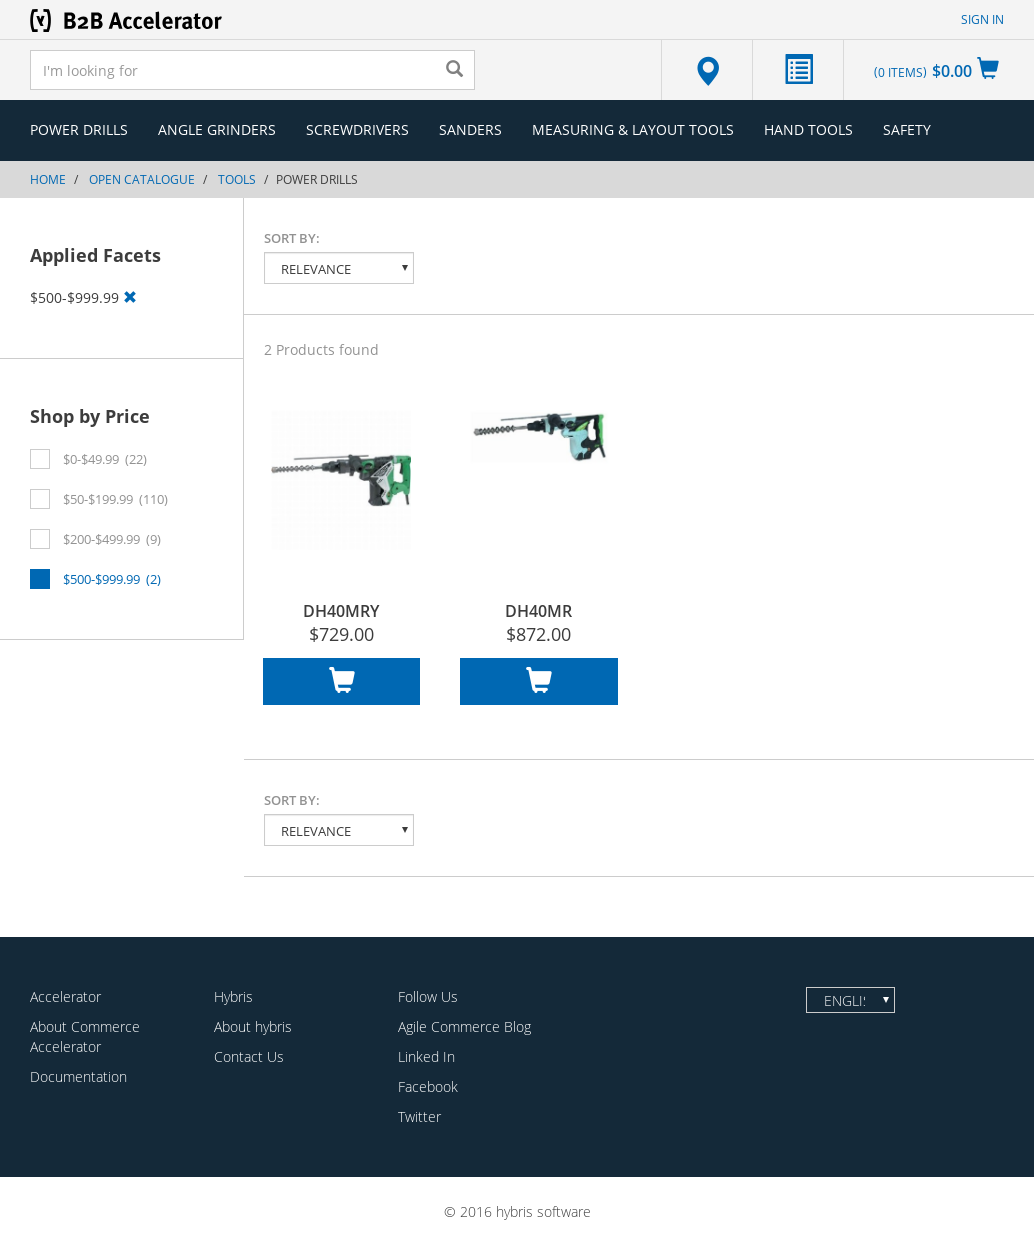 B2B Accelerator
SIGN IN
I'm looking for
(0 ITEMS) $0.00
POWER DRILLS ANGLE GRINDERS SCREWDRIVERS SANDERS MEASURING & LAYOUT TOOLS HAND TOOLS SAFETY
HOME / OPEN CATALOGUE / TOOLS / POWER DRILLS
Applied Facets
$500-$999.99
Shop by Price
$0-$49.99 (22)
$50-$199.99 (110)
$200-$499.99 (9)
$500-$999.99 (2)
SORT BY:
RELEVANCE
2 Products found
DH40MRY
$729.00
DH40MR
$872.00
SORT BY:
RELEVANCE
Accelerator
About Commerce
Accelerator
Documentation
Hybris
About hybris
Contact Us
Follow Us
Agile Commerce Blog
Linked In
Facebook
Twitter
ENGLIS
© 2016 hybris software